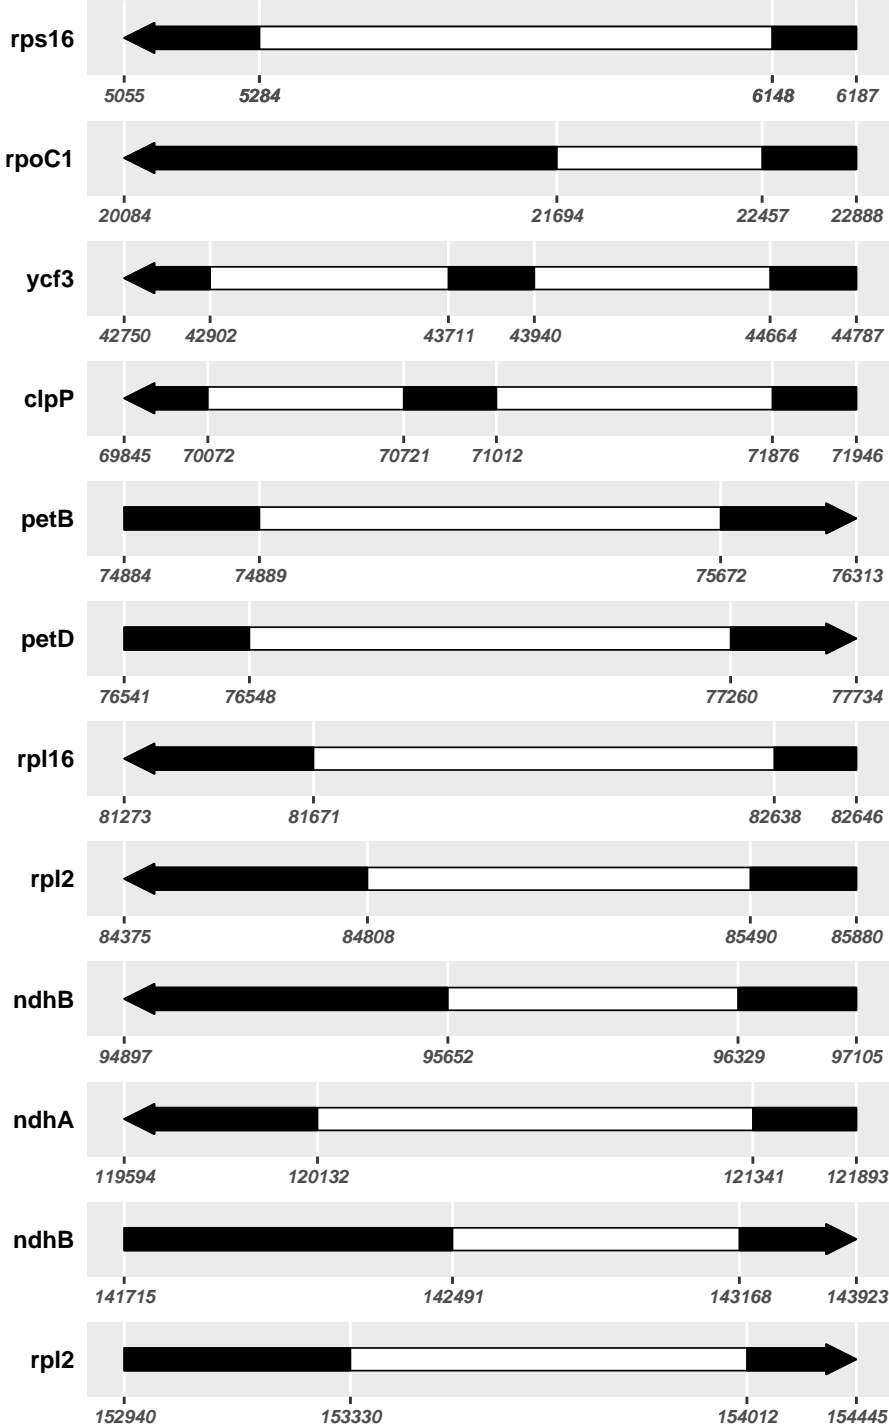 rps16
5055 5284 6148 6187
rpoC1
20084 21694 22457 22888
ycf3
42750 42902 43711 43940 44664 44787
clpP
69845 70072 70721 71012 71876 71946
petB
74884 74889 75672 76313
petD
76541 76548 77260 77734
rpl16
81273 81671 82638 82646
rpl2
84375 84808 85490 85880
ndhB
94897 95652 96329 97105
ndhA
119594 120132 121341 121893
ndhB
141715 142491 143168 143923
rpl2
152940 153330 154012 154445